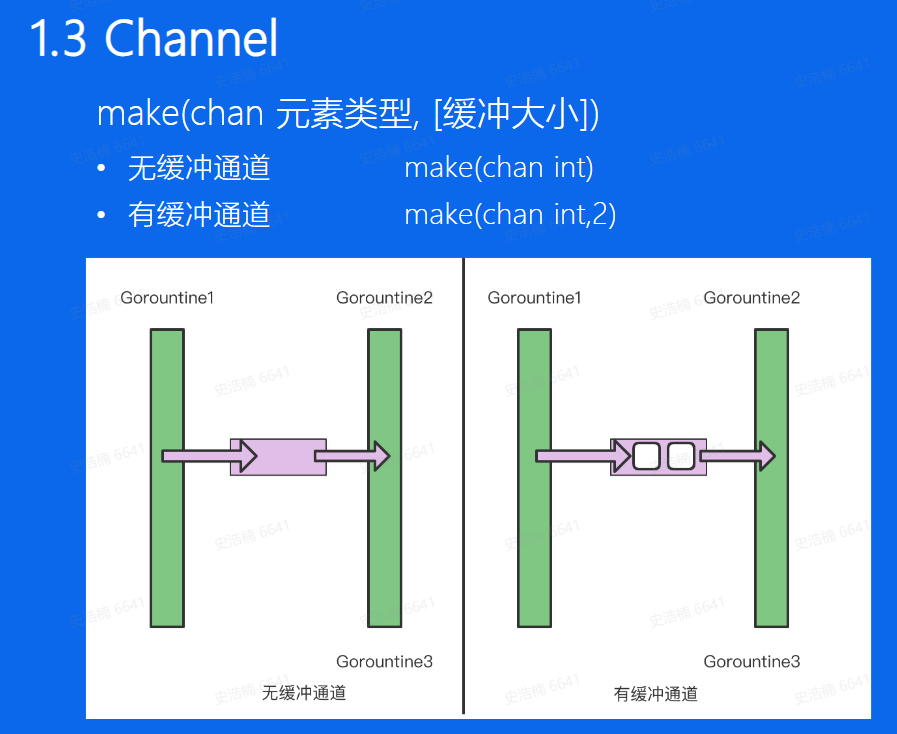 1.3 Channel
make(chan 元素类型, [缓冲大小])
• 无缓冲通道 make(chan int)
• 有缓冲通道 make(chan int,2)
Gorountine1 Gorountine2 Gorountine1 Gorountine2
Gorountine3 Gorountine3
无缓冲通道 有缓冲通道
史浩楠 6641